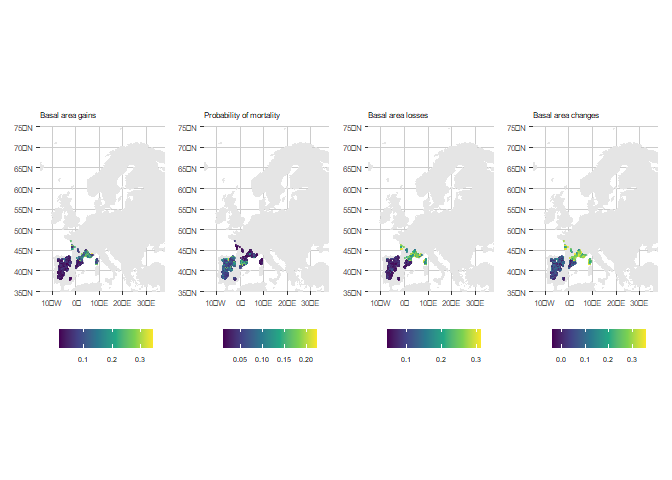 Basal area gains
75□N
70□N
65□N
60□N
55□N
50□N
45□N
40□N
35□N
10□W 0□ 10□E 20□E 30□E
0.1 0.2 0.3
Probability of mortality
75□N
70□N
65□N
60□N
55□N
50□N
45□N
40□N
35□N
10□W 0□ 10□E 20□E 30□E
0.05 0.10 0.15 0.20
Basal area losses
75□N
70□N
65□N
60□N
55□N
50□N
45□N
40□N
35□N
10□W 0□ 10□E 20□E 30□E
0.1 0.2 0.3
Basal area changes
75□N
70□N
65□N
60□N
55□N
50□N
45□N
40□N
35□N
10□W 0□ 10□E 20□E 30□E
0.0 0.1 0.2 0.3